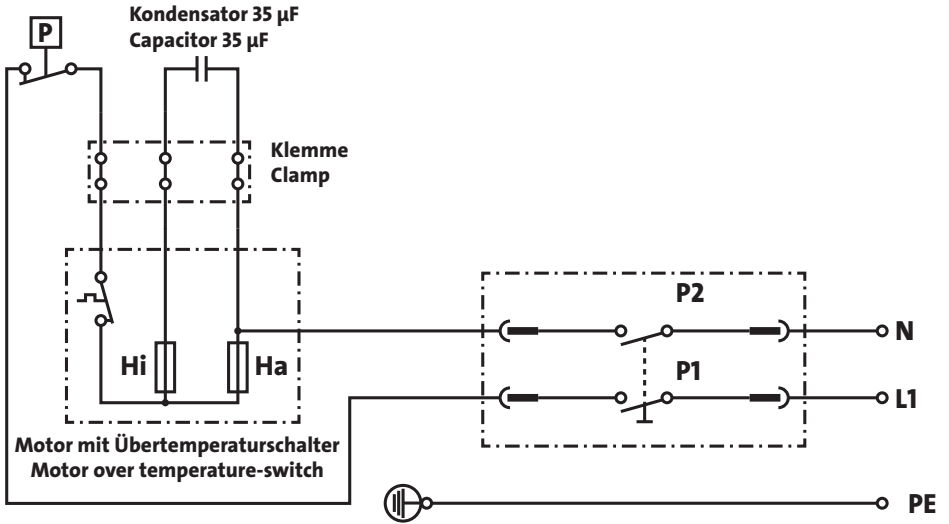 P
Kondensator 35 µF
Capacitor 35 µF
Klemme
Clamp
P2
N
Hi
Ha
P1
L1
Motor mit Übertemperaturschalter
Motor over temperature-switch
PE